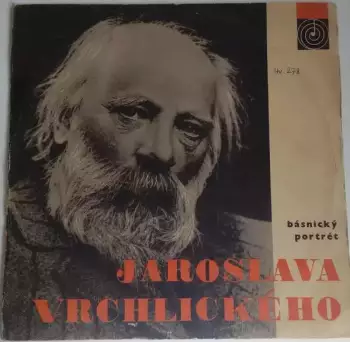 básnický
portrét
JAROSLAVA
VRCHLICKÉHO